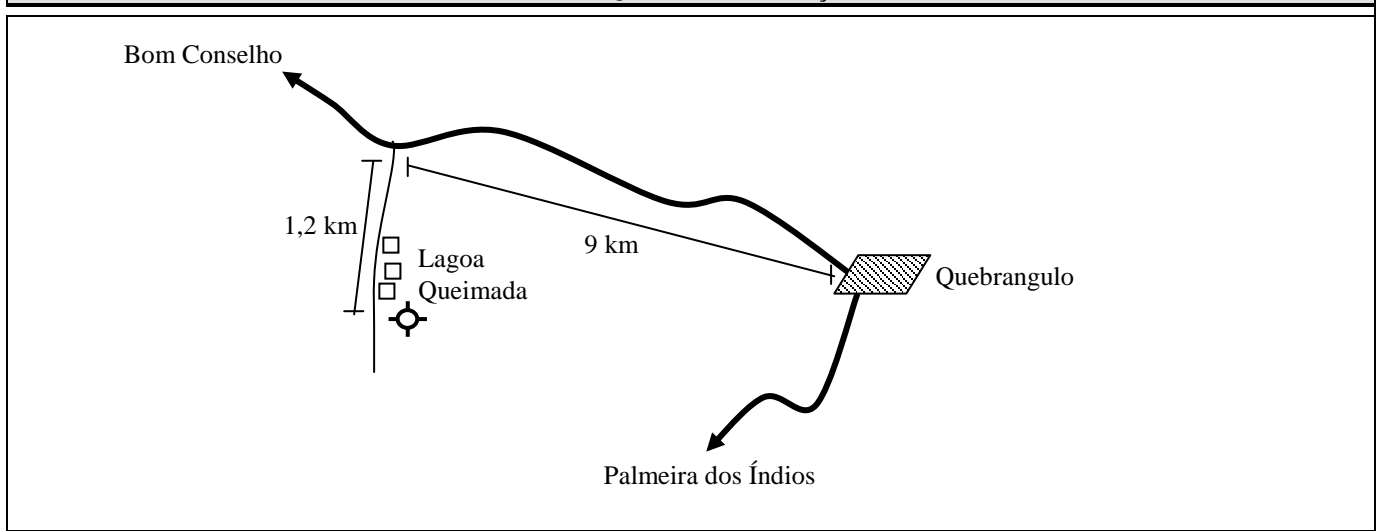 Bom Conselho
1,2 km
9 km
Lagoa
Queimada
Quebrangulo
Palmeira dos Índios